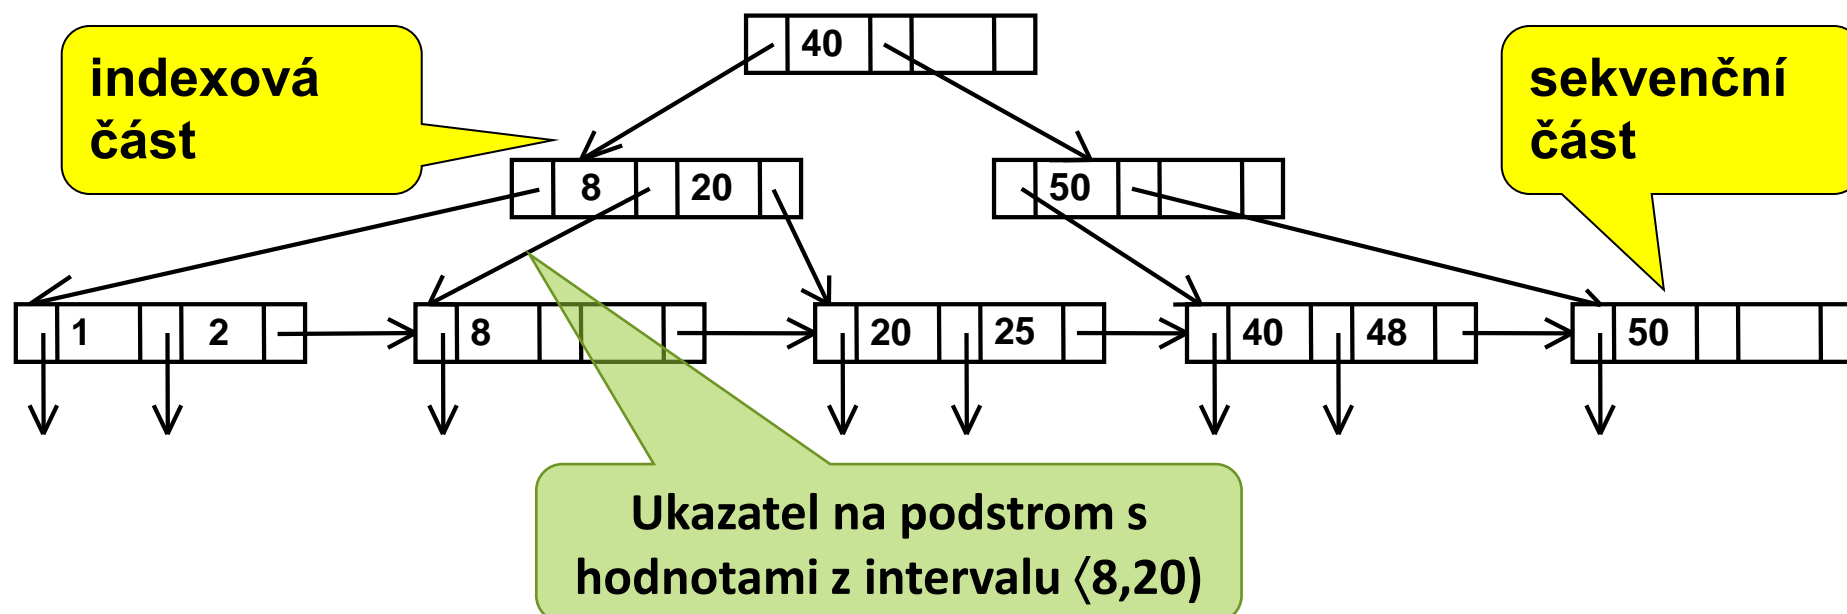 40
indexová
část
sekvenční
část
8 20
50
1 2
8
20 25
40 48
50
Ukazatel na podstrom s
hodnotami z intervalu ⟨8,20)